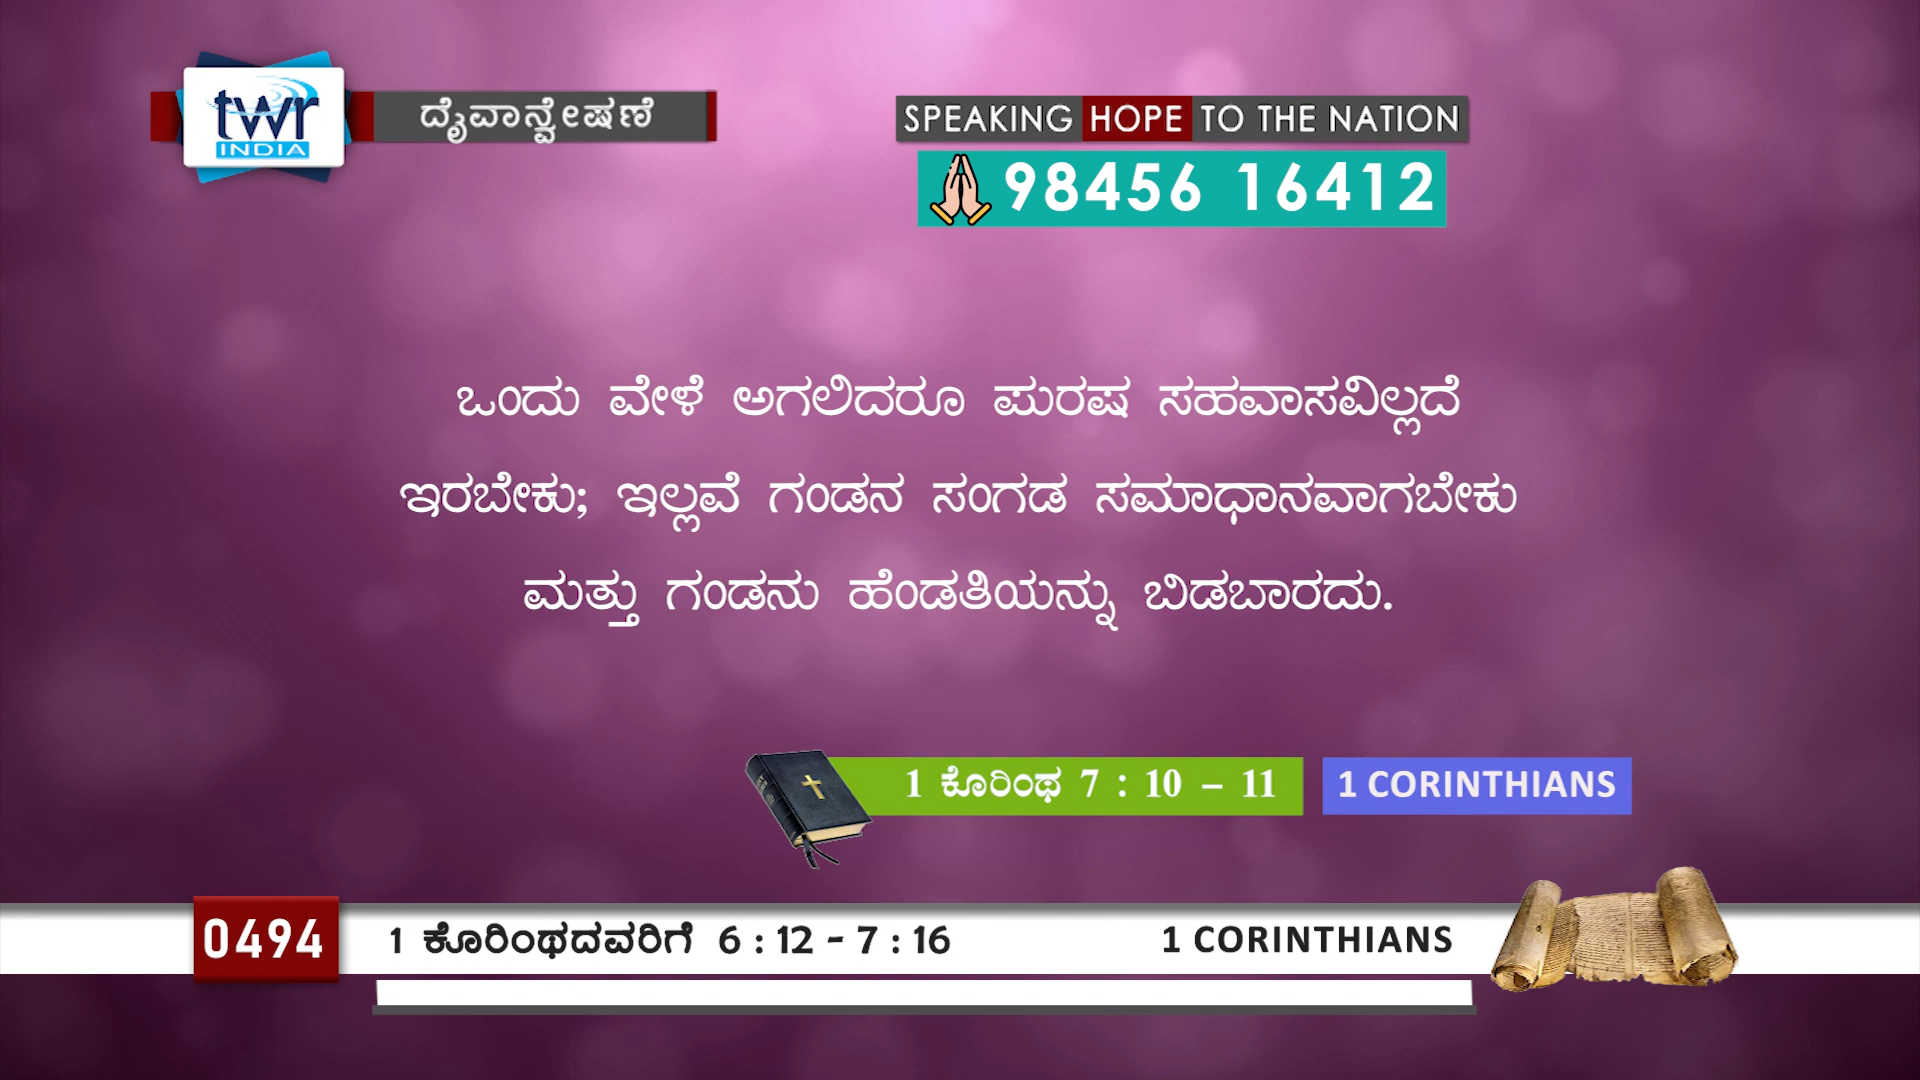 twr
INDIA
ದೈವಾನ್ವೇಷಣೆ
SPEAKING HOPE TO THE NATION
98456 16412
ಒಂದು ವೇಳೆ ಅಗಲಿದರೂ ಪುರಷ ಸಹವಾಸವಿಲ್ಲದೆ
ಇರಬೇಕು; ಇಲ್ಲವೆ ಗಂಡನ ಸಂಗಡ ಸಮಾಧಾನವಾಗಬೇಕು
ಮತ್ತು ಗಂಡನು ಹೆಂಡತಿಯನ್ನು ಬಿಡಬಾರದು.
1 ಕೊರಿಂಥ 7 : 10 – 11
1 CORINTHIANS
0494
1 ಕೊರಿಂಥದವರಿಗೆ 6 : 12 - 7 : 16
1 CORINTHIANS